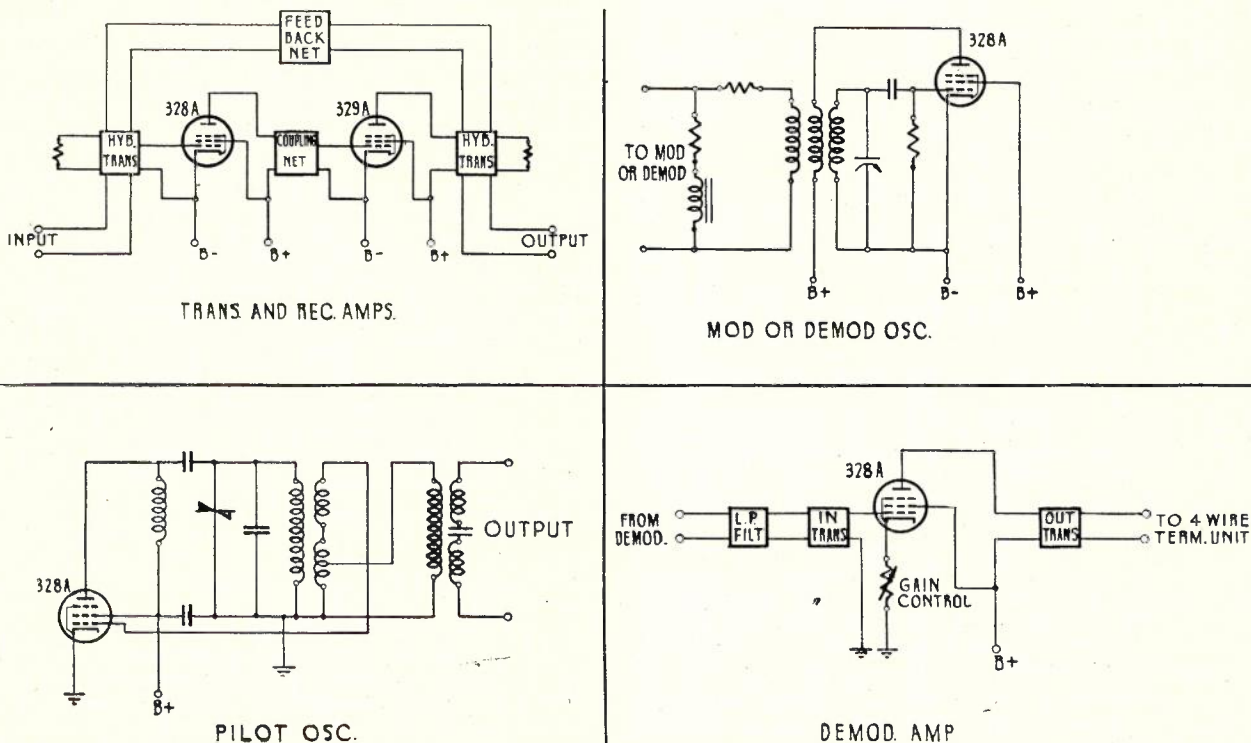 FEED
BACK
NET
328A
329A
HYB.
TRANS
COUPLING
NET
HYB.
TRANS
INPUT
OUTPUT
B-
B+
B-
B+
TRANS. AND REC. AMPS.
328A
TO MOD
OR DEMOD
B+
B-
B+
MOD OR DEMOD OSC.
328A
OUTPUT
B+
PILOT OSC.
328A
FROM
DEMOD.
L.P.
FILT
IN
TRANS
OUT
TRANS
TO 4 WIRE
TERM. UNIT
GAIN
CONTROL
B+
DEMOD. AMP